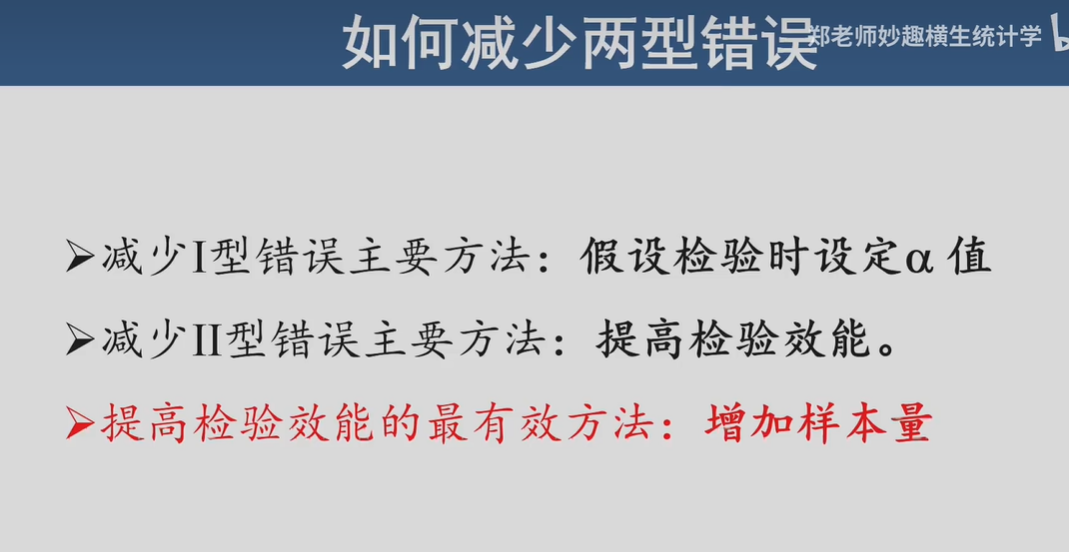 如何减少两型错误
郑老师妙趣横生统计学
➢减少I型错误主要方法：假设检验时设定α 值
➢减少II型错误主要方法：提高检验效能。
➢提高检验效能的最有效方法：增加样本量